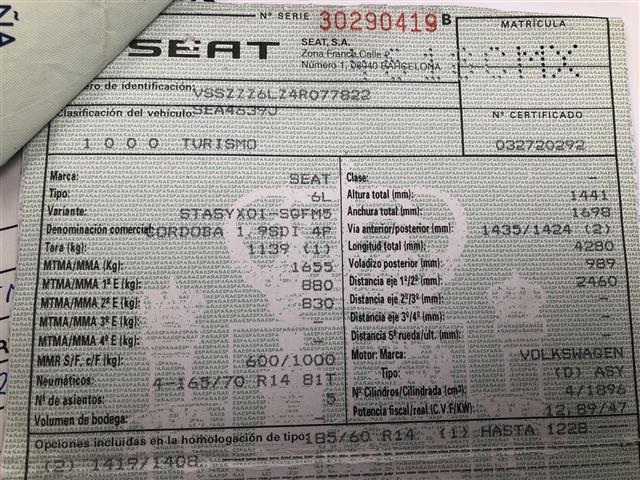 Nº SERIE 30290419 B
MATRÍCULA
SEAT
SEAT, S.A.
Zona Franca, Calle
Número 1, 08040 BARCELONA
ero de identificación: VSSZZZ6LZ4R077822
Clasificación del vehículo: SEA4639J
Nº CERTIFICADO
1000 TURISMO
032720292
Marca: SEAT
Tipo: 6L
Variante: STASYX01-SGFM5
Denominación comercial: CORDOBA 1.9SDI 4P
Tara (kg): 1139 (1)
MTMA/MMA (Kg): 1655
MTMA/MMA 1º E (kg): 880
MTMA/MMA 2º E (kg): 830
MTMA/MMA 3º E (kg): -
MTMA/MMA 4º E (kg): -
MMR S/F. c/F (kg): 600/1000
Neumáticos: 4-165/70 R14 81T
Nº de asientos: 5
Volumen de bodega: -
Clase: -
Altura total (mm): 1441
Anchura total (mm): 1698
Via anterior/posterior (mm): 1435/1424 (2)
Longitud total (mm): 4280
Voladizo posterior (mm): 989
Distancia eje 1º/2º (mm): 2460
Distancia eje 2º/3º (mm): -
Distancia eje 3º/4º (mm): -
Distancia 5ª rueda/ult. (mm): -
Motor: Marca: VOLKSWAGEN
Tipo: (D) ASY
Nº Cilindros/Cilindrada (cm³): 4/1896
Potencia fiscal/real (C.V.F/KW): 12,89/47
Opciones incluidas en la homologación de tipo: 185/60 R14. (1) HASTA 1228
(2) 1419/1408.